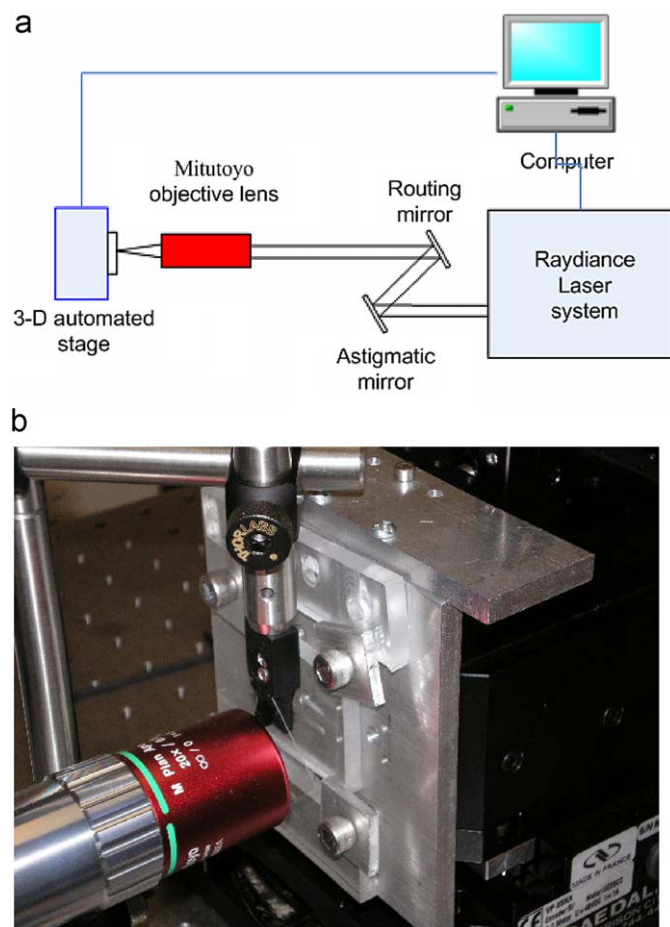 a
Computer
Mitutoyo
objective lens
Routing
mirror
Raydiance
Laser
system
3-D automated
stage
Astigmatic
mirror
b
THORLABS
M Plan
20x /
∞ / 0
MADE IN FRANCE